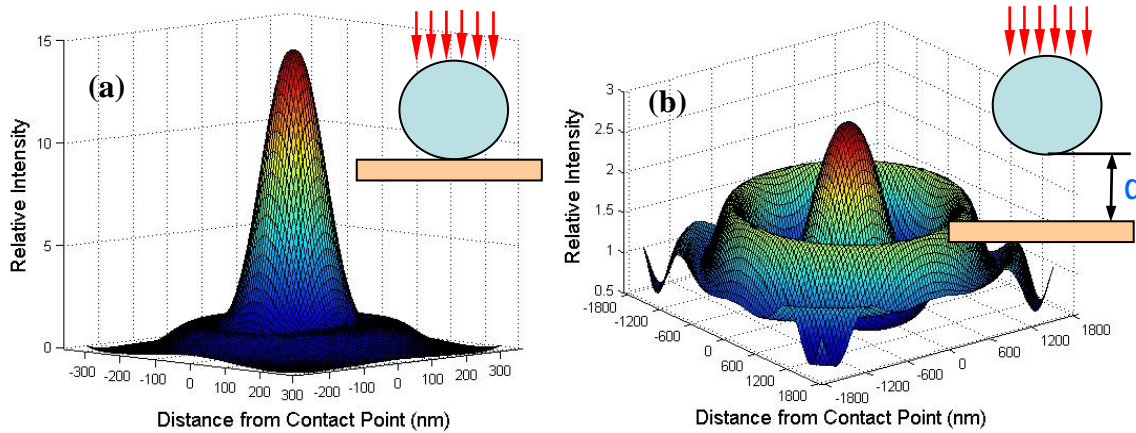 (a)
Relative Intensity
15
10
5
0
-300 -200 -100 0 100 200 300
-200 -100 0 100 200 300
Distance from Contact Point (nm)
(b)
Relative Intensity
3
2.5
2
1.5
1
0.5
-1800 -1200 -600 0 600 1200 1800
-1800 -1200 -600 0 600 1200 1800
Distance from Contact Point (nm)